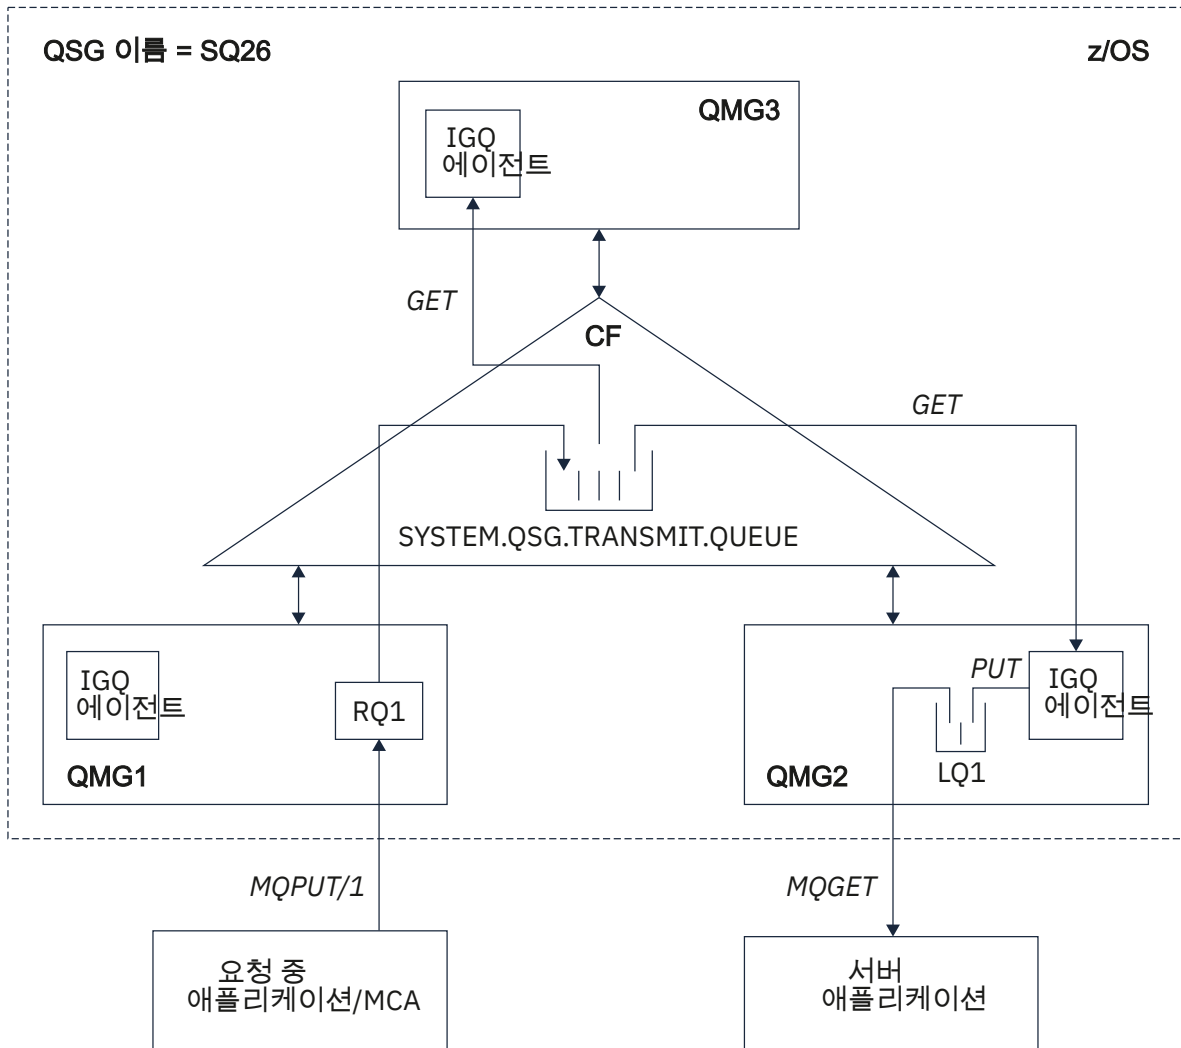 QSG 이름 = SQ26
z/OS
QMG3
IGQ
에이전트
GET
CF
GET
SYSTEM.QSG.TRANSMIT.QUEUE
IGQ
에이전트
RQ1
QMG1
PUT
IGQ
에이전트
LQ1
QMG2
MQPUT/1
MQGET
요청 중
애플리케이션/MCA
서버
애플리케이션